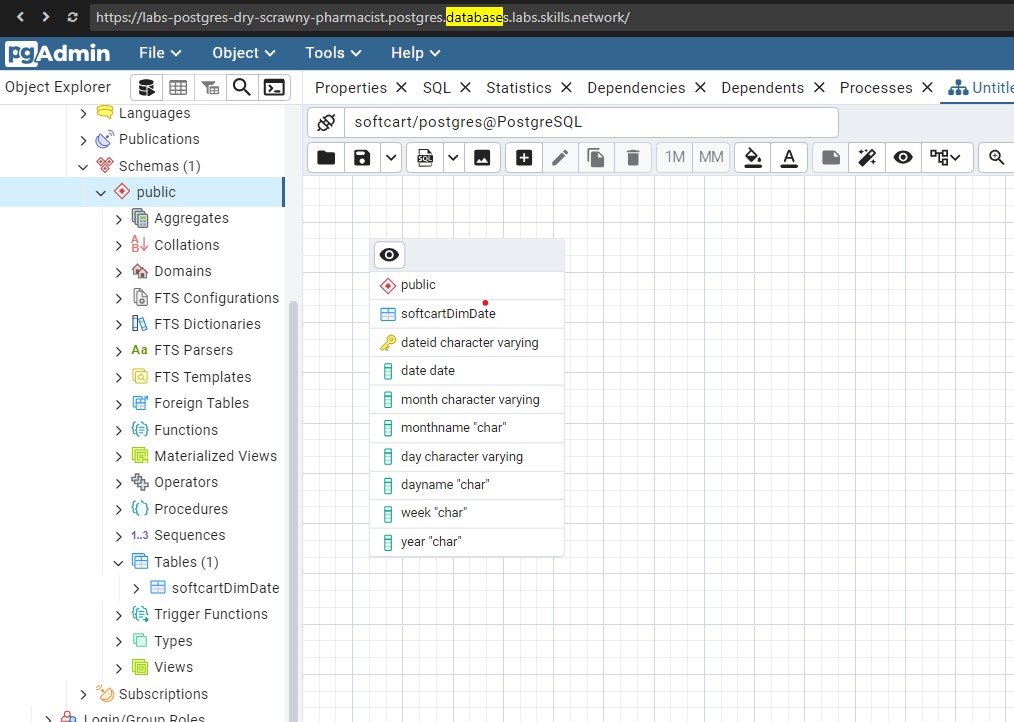 https://labs-postgres-dry-scrawny-pharmacist.postgres.databases.labs.skills.network/
pgAdmin File Object Tools Help
Object Explorer
Properties SQL Statistics Dependencies Dependents Processes Untitle
softcart/postgres@PostgreSQL
SQL 1M MM A
Languages
Publications
Schemas (1)
public
Aggregates
Collations
Domains
FTS Configurations
FTS Dictionaries
Aa FTS Parsers
FTS Templates
Foreign Tables
Functions
Materialized Views
Operators
Procedures
1..3 Sequences
Tables (1)
softcartDimDate
Trigger Functions
Types
Views
Subscriptions
Login/Group Roles
public
softcartDimDate
dateid character varying
date date
month character varying
monthname "char"
day character varying
dayname "char"
week "char"
year "char"